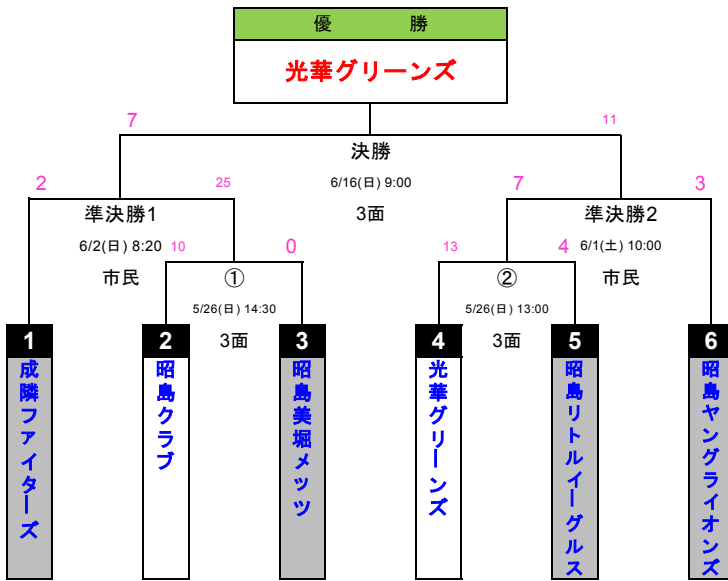 優 勝
光華グリーンズ
7
11
決勝
2
25
6/16(日) 9:00
7
3
準決勝1
3面
準決勝2
6/2(日) 8:20
10
0
13
4
6/1(土) 10:00
市民
①
②
市民
5/26(日) 14:30
5/26(日) 13:00
3面
3面
1
成隣ファイターズ
2
昭島クラブ
3
昭島美堀メッツ
4
光華グリーンズ
5
昭島リトルイーグルス
6
昭島ヤングライオンズ